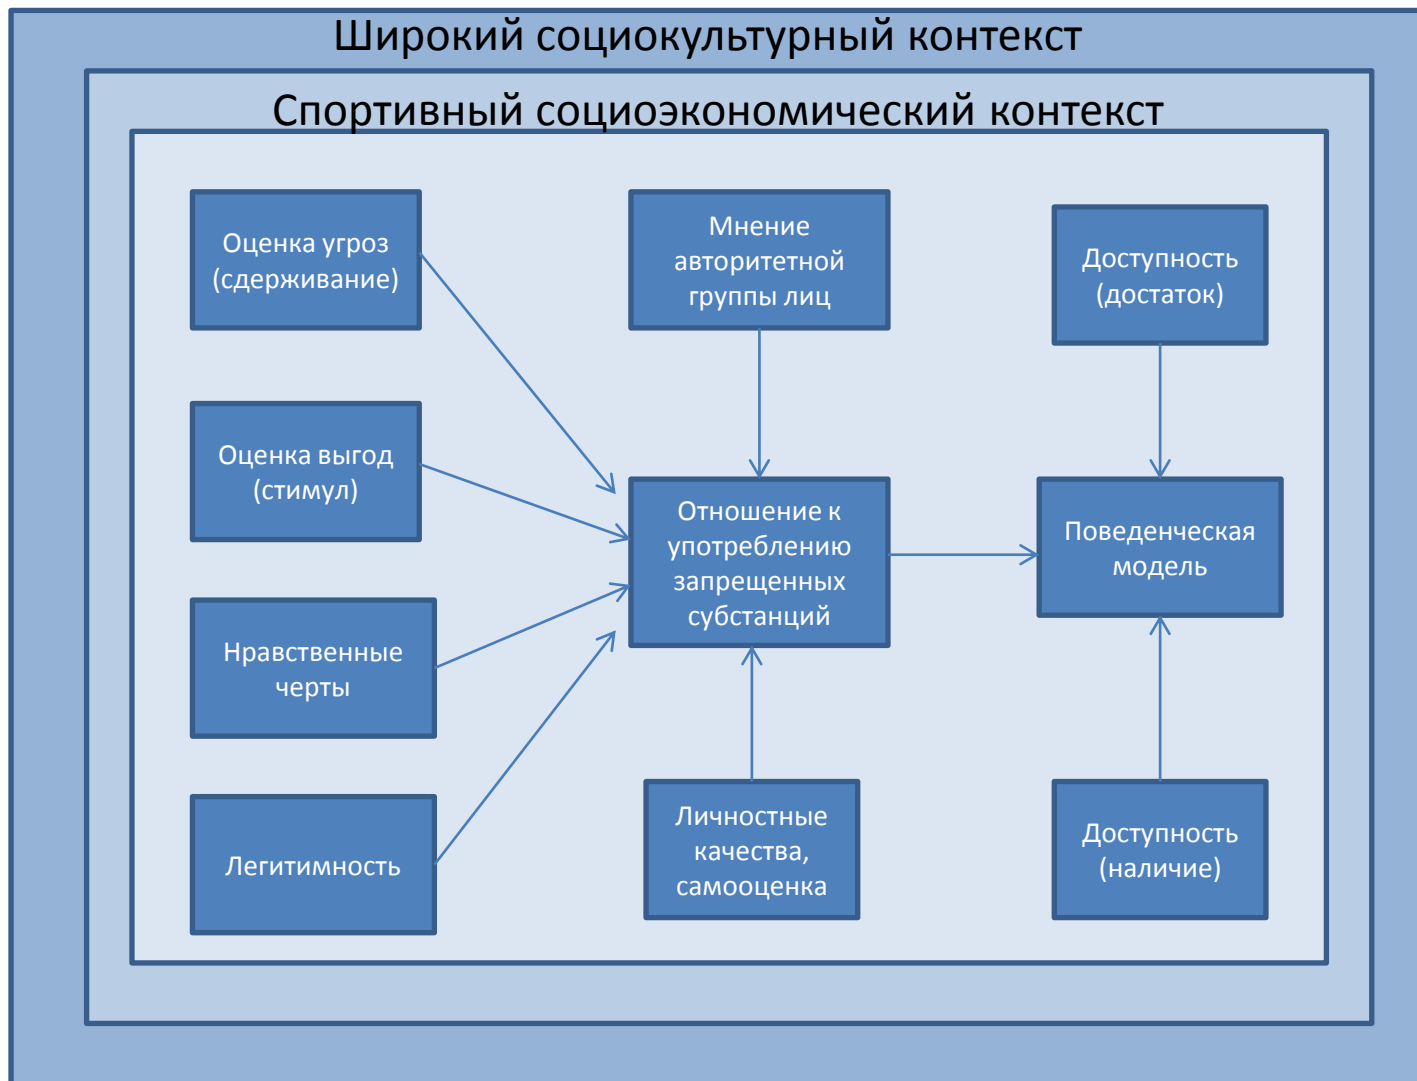 Широкий социокультурный контекст
Спортивный социоэкономический контекст
Оценка угроз
(сдерживание)
Мнение
авторитетной
группы лиц
Доступность
(достаток)
Оценка выгод
(стимул)
Отношение к
употреблению
запрещенных
субстанций
Поведенческая
модель
Нравственные
черты
Легитимность
Личностные
качества,
самооценка
Доступность
(наличие)